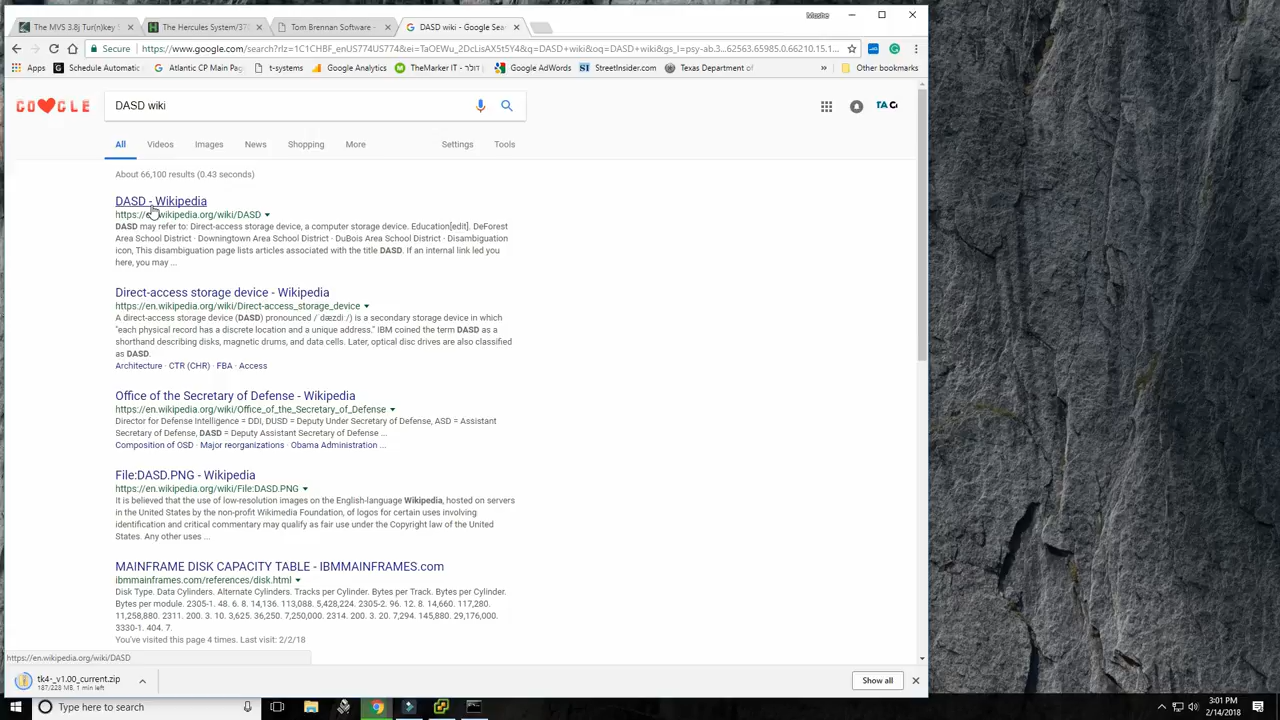 Moshe
The MVS 3.8j Tur(n)key S
The Hercules System/370
Tom Brennan Software -
DASD wiki - Google Sear
Secure
https://www.google.com/search?rlz=1C1CHBF_enUS774US774&ei=TaOEWu_2DcLisAX5t5Y4&q=DASD+wiki&oq=DASD+wiki&gs_l=psy-ab.3...62563.65985.0.66210.15.1...
Apps
Schedule Automatic
Atlantic CP Main Page
t-systems
Google Analytics
TheMarker IT - דולר
Google AdWords
StreetInsider.com
Texas Department of
»
Other bookmarks
DASD wiki
All
Videos
Images
News
Shopping
More
Settings
Tools
About 66,100 results (0.43 seconds)
DASD - Wikipedia
https://en.wikipedia.org/wiki/DASD
DASD may refer to: Direct-access storage device, a computer storage device. Education[edit]. DeForest
Area School District · Downingtown Area School District · DuBois Area School District · Disambiguation
icon, This disambiguation page lists articles associated with the title DASD. If an internal link led you
here, you may ...
Direct-access storage device - Wikipedia
https://en.wikipedia.org/wiki/Direct-access_storage_device
A direct-access storage device (DASD) pronounced /ˈdæzdiː/) is a secondary storage device in which
"each physical record has a discrete location and a unique address." IBM coined the term DASD as a
shorthand describing disks, magnetic drums, and data cells. Later, optical disc drives are also classified
as DASD.
Architecture · CTR (CHR) · FBA · Access
Office of the Secretary of Defense - Wikipedia
https://en.wikipedia.org/wiki/Office_of_the_Secretary_of_Defense
Director for Defense Intelligence = DDI, DUSD = Deputy Under Secretary of Defense, ASD = Assistant
Secretary of Defense, DASD = Deputy Assistant Secretary of Defense ...
Composition of OSD · Major reorganizations · Obama Administration ...
File:DASD.PNG - Wikipedia
https://en.wikipedia.org/wiki/File:DASD.PNG
It is believed that the use of low-resolution images on the English-language Wikipedia, hosted on servers
in the United States by the non-profit Wikimedia Foundation, of logos for certain uses involving
identification and critical commentary may qualify as fair use under the Copyright law of the United
States. Any other uses ...
MAINFRAME DISK CAPACITY TABLE - IBMMAINFRAMES.com
ibmmainframes.com/references/disk.html
Disk Type. Data Cylinders. Alternate Cylinders. Tracks per Cylinder. Bytes per Track. Bytes per Cylinder.
Bytes per module. 2305-1. 48. 6. 8. 14,136. 113,088. 5,428,224. 2305-2. 96. 12. 8. 14,660. 117,280.
11,258,880. 2311. 200. 3. 10. 3,625. 36,250. 7,250,000. 2314. 200. 3. 20. 7,294. 145,880. 29,176,000.
3330-1. 404. 7.
You've visited this page 4 times. Last visit: 2/2/18
https://en.wikipedia.org/wiki/DASD
tk4-_v1.00_current.zip
187/228 MB, 1 min left
Show all
Type here to search
3:01 PM
2/14/2018